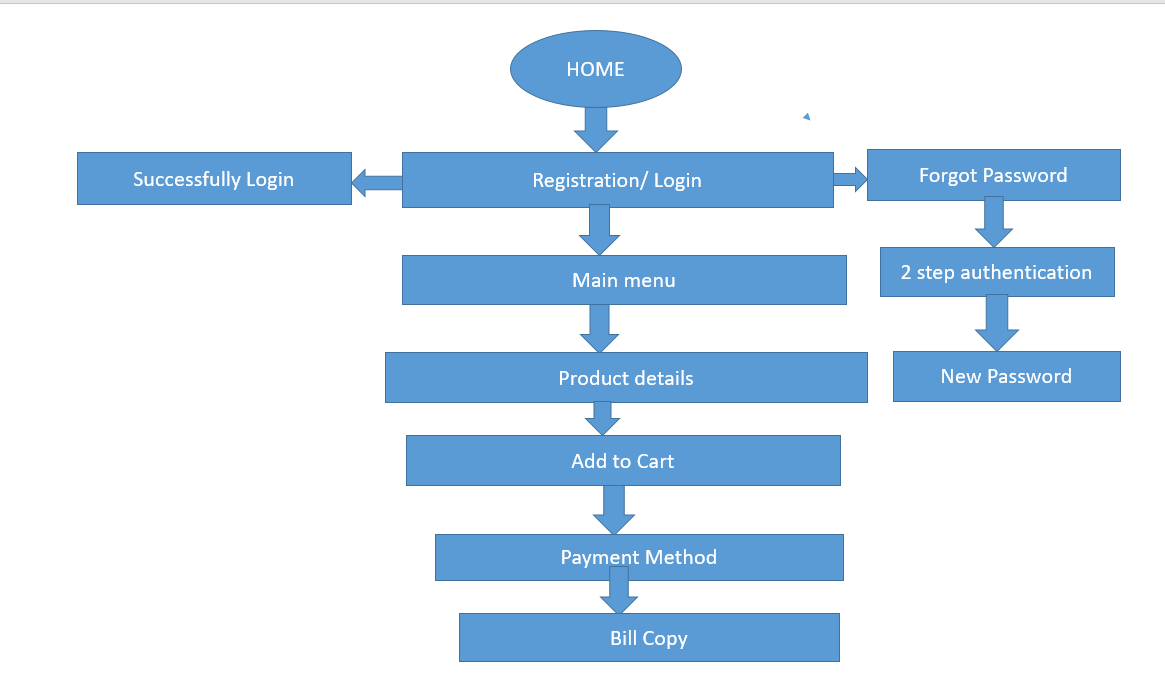 HOME
Successfully Login
Registration/ Login
Forgot Password
Main menu
2 step authentication
Product details
New Password
Add to Cart
Payment Method
Bill Copy